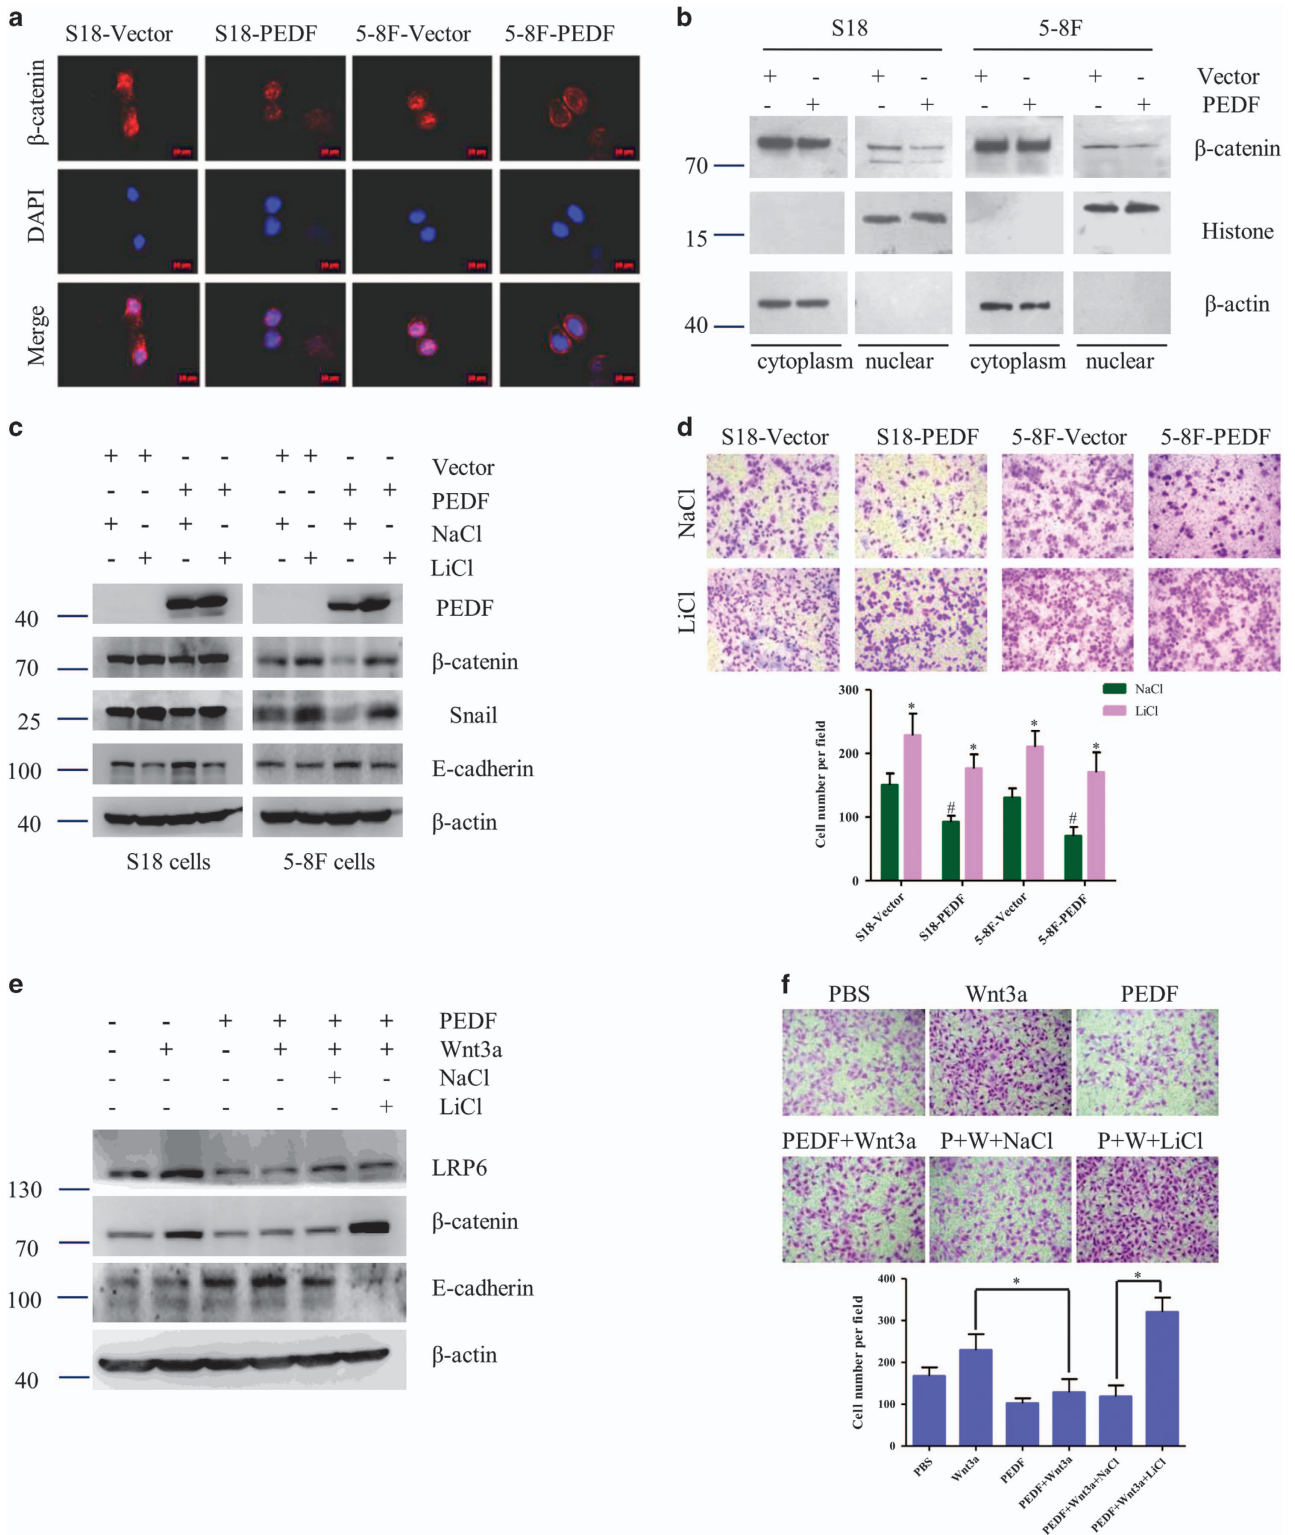 a
S18-Vector S18-PEDF 5-8F-Vector 5-8F-PEDF
β-catenin
DAPI
Merge
b
S18 5-8F
+ - + - + - + - Vector
- + - + - + - + PEDF
β-catenin
70
Histone
15
β-actin
40
cytoplasm nuclear cytoplasm nuclear
c
+ + - - + + - - Vector
- - + + - - + + PEDF
+ - + - + - + - NaCl
- + - + - + - + LiCl
PEDF
40
β-catenin
70
Snail
25
E-cadherin
100
β-actin
40
S18 cells 5-8F cells
d
S18-Vector S18-PEDF 5-8F-Vector 5-8F-PEDF
NaCl
LiCl
300
200
100
0
Cell number per field
NaCl
LiCl
* * * *
# #
S18-Vector S18-PEDF 5-8F-Vector 5-8F-PEDF
e
- - + + + + PEDF
- + - + + + Wnt3a
- - - - + - NaCl
- - - - - + LiCl
LRP6
130
β-catenin
70
E-cadherin
100
β-actin
40
f
PBS Wnt3a PEDF
PEDF+Wnt3a P+W+NaCl P+W+LiCl
400
300
200
100
0
Cell number per field
* *
PBS Wnt3a PEDF PEDF+Wnt3a PEDF+Wnt3a+NaCl PEDF+Wnt3a+LiCl